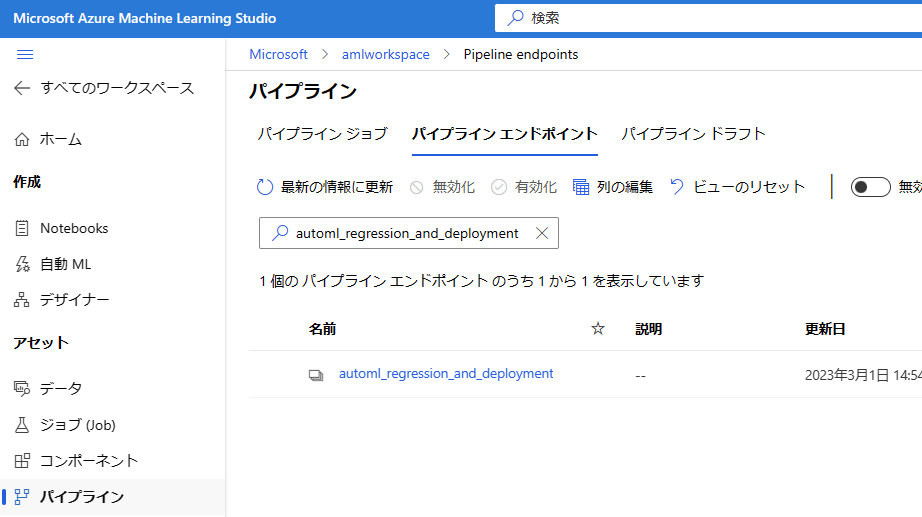 Microsoft Azure Machine Learning Studio
検索
Microsoft > amlworkspace > Pipeline endpoints
すべてのワークスペース
ホーム
作成
Notebooks
自動 ML
デザイナー
アセット
データ
ジョブ (Job)
コンポーネント
パイプライン
パイプライン
パイプライン ジョブ パイプライン エンドポイント パイプライン ドラフト
最新の情報に更新 無効化 有効化 列の編集 ビューのリセット 無効
automl_regression_and_deployment
1 個の パイプライン エンドポイント のうち 1 から 1 を表示しています
名前 説明 更新日
automl_regression_and_deployment -- 2023年3月1日 14:54